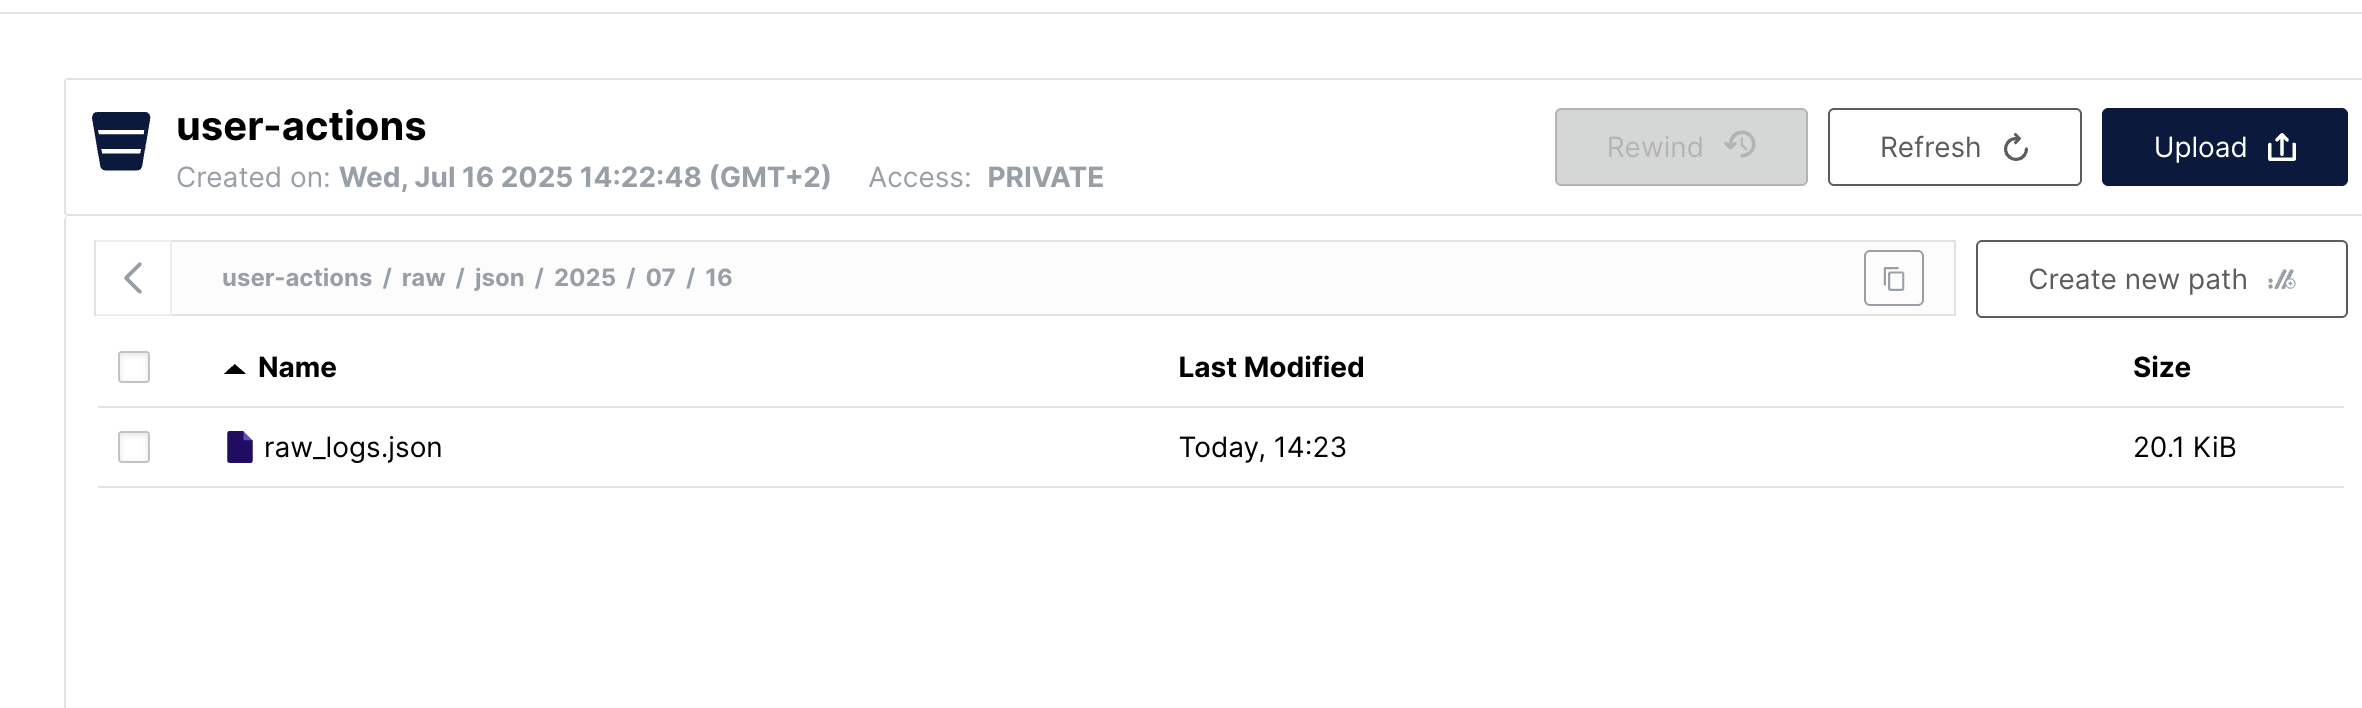 user-actions
Created on: Wed, Jul 16 2025 14:22:48 (GMT+2) Access: PRIVATE
Rewind Refresh Upload
user-actions / raw / json / 2025 / 07 / 16
Create new path
Name Last Modified Size
raw_logs.json Today, 14:23 20.1 KiB